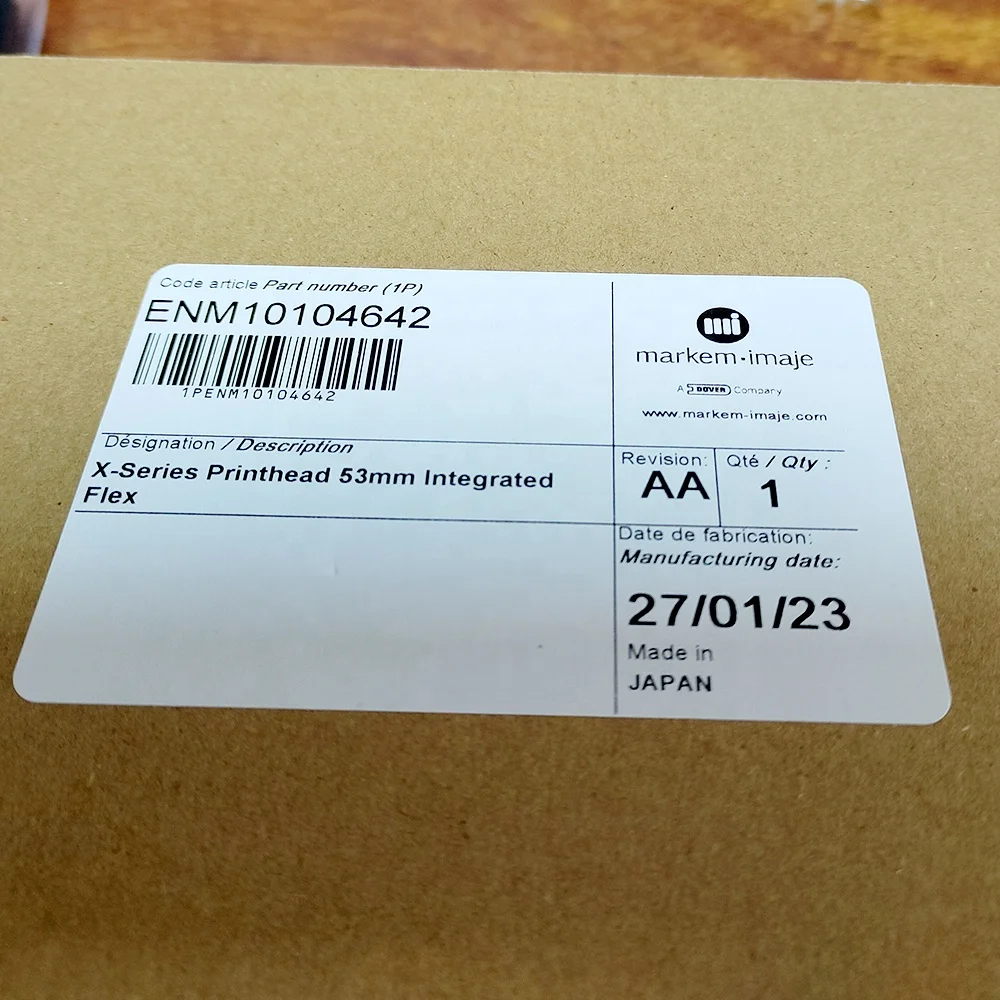 Code article Part number (1P)
ENM10104642
1PENM10104642
markem·imaje
A DOVER Company
www.markem-imaje.com
Désignation / Description
X-Series Printhead 53mm Integrated
Flex
Revision:
AA
Qté / Qty :
1
Date de fabrication:
Manufacturing date:
27/01/23
Made in
JAPAN